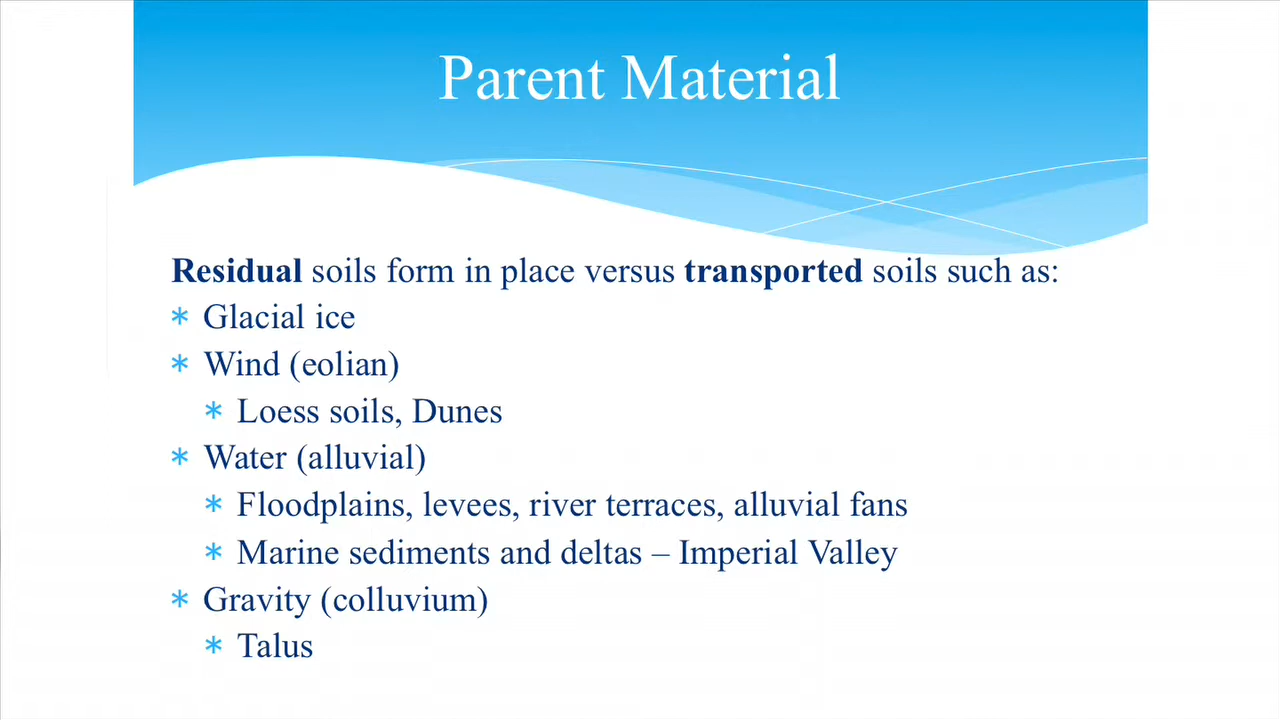 Parent Material
Residual soils form in place versus transported soils such as:
* Glacial ice
* Wind (eolian)
* Loess soils, Dunes
* Water (alluvial)
* Floodplains, levees, river terraces, alluvial fans
* Marine sediments and deltas – Imperial Valley
* Gravity (colluvium)
* Talus